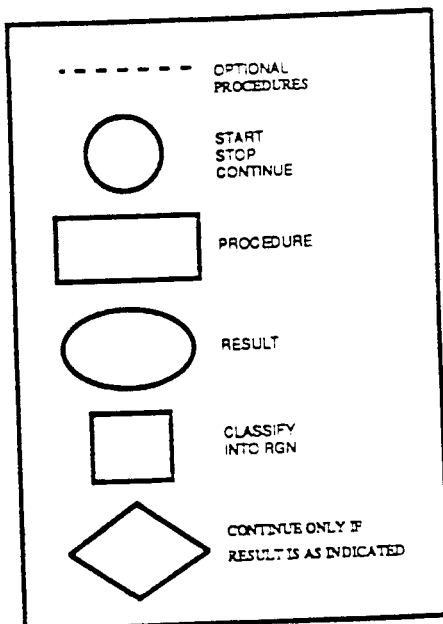 OPTIONAL
PROCEDURES
START
STOP
CONTINUE
PROCEDURE
RESULT
CLASSIFY
INTO RGN
CONTINUE ONLY IF
RESULT IS AS INDICATED